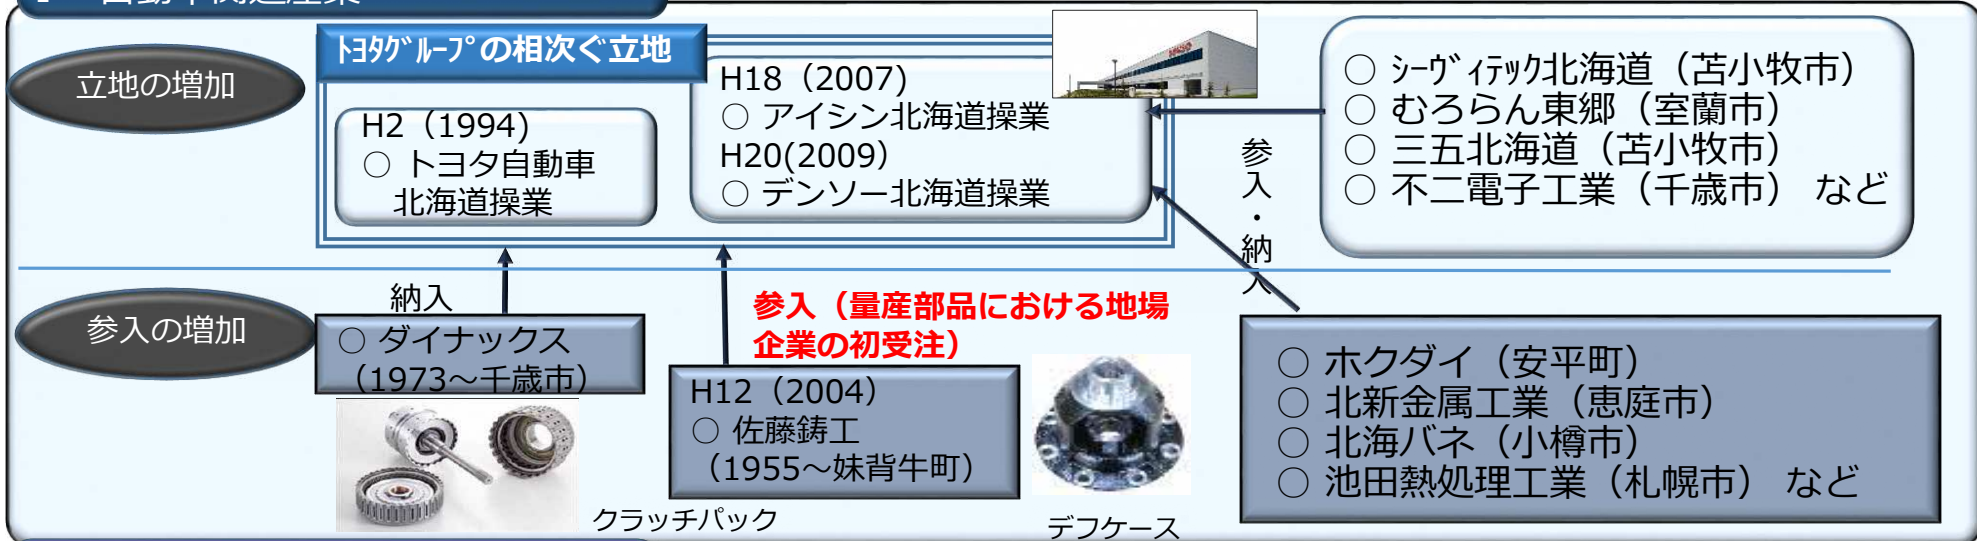 自動車関連産業
立地の増加
ﾄﾖﾀｸﾞﾙｰﾌﾟの相次ぐ立地
H2（1994）
○ トヨタ自動車
北海道操業
H18（2007）
○ アイシン北海道操業
H20(2009）
○ デンソー北海道操業
○ ｼｰｳﾞｨﾃｯｸ北海道（苫小牧市）
○ むろらん東郷（室蘭市）
○ 三五北海道（苫小牧市）
○ 不二電子工業（千歳市） など
参入・納入
参入の増加
納入
○ ダイナックス
（1973～千歳市）
クラッチパック
参入（量産部品における地場
企業の初受注）
H12（2004）
○ 佐藤鋳工
（1955～妹背牛町）
デフケース
○ ホクダイ（安平町）
○ 北新金属工業（恵庭市）
○ 北海バネ（小樽市）
○ 池田熱処理工業（札幌市） など